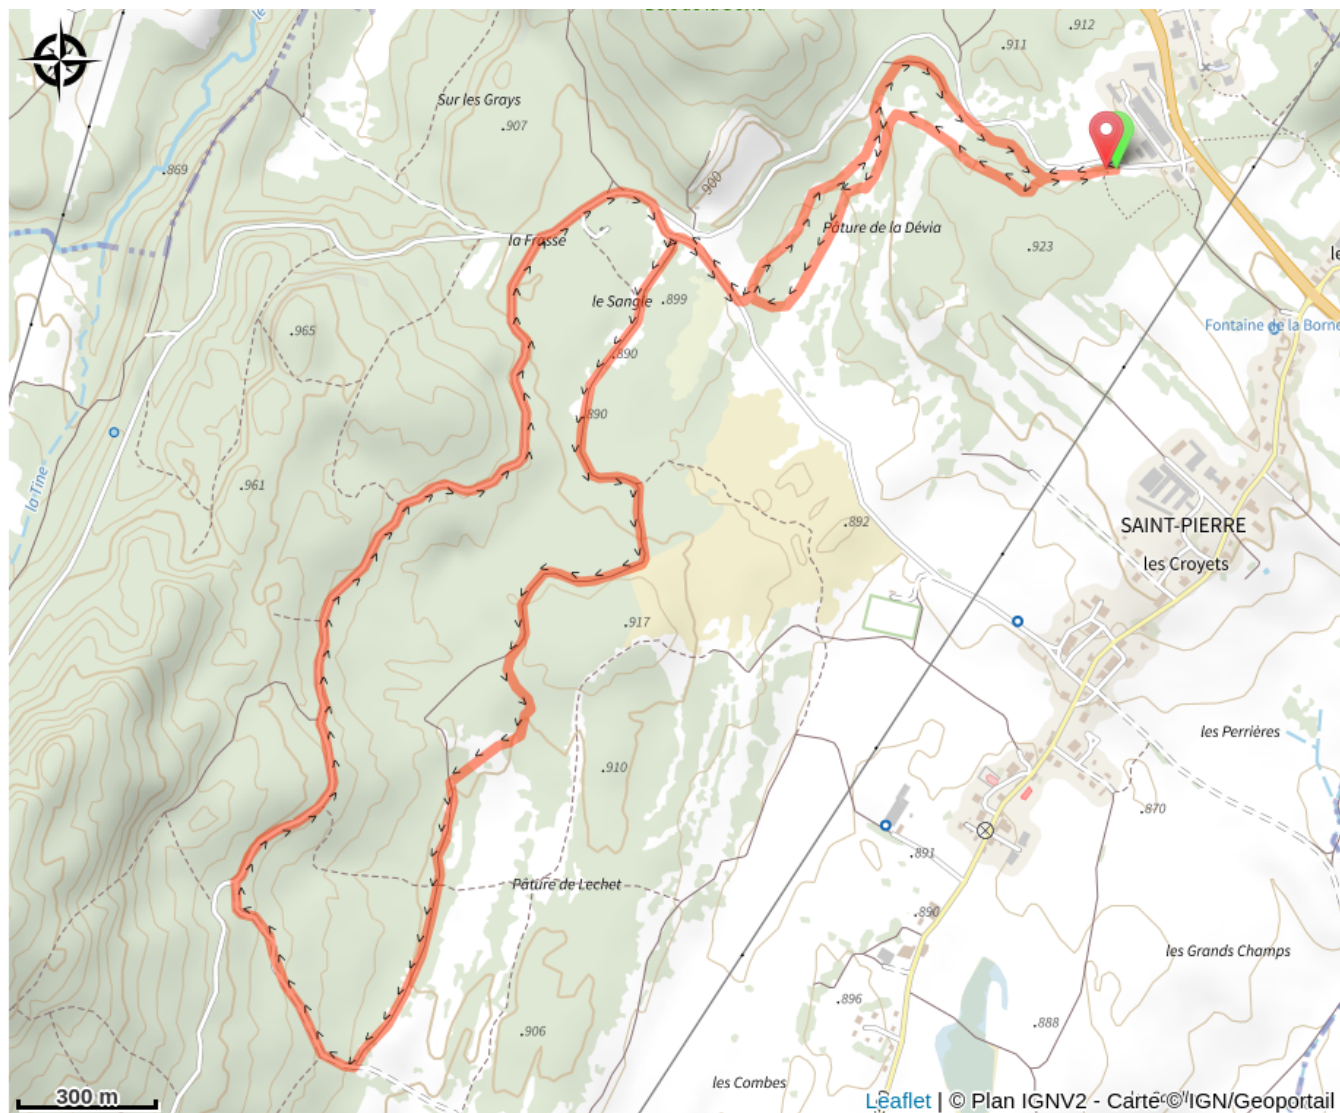 .912
.911
Sur les Grays
.907
.869
900
Pâture de la Dévia
.923
la Frasse
le Sangle
.899
Fontaine de la Borne
.965
.890
.890
la Tine
.961
.892
SAINT-PIERRE
les Croyets
.917
les Perrières
.910
.870
.891
Pâture de Lechet
.890
les Grands Champs
.896
.906
.888
les Combes
300 m
Leaflet | © Plan IGNV2 - Carte © IGN/Geoportail